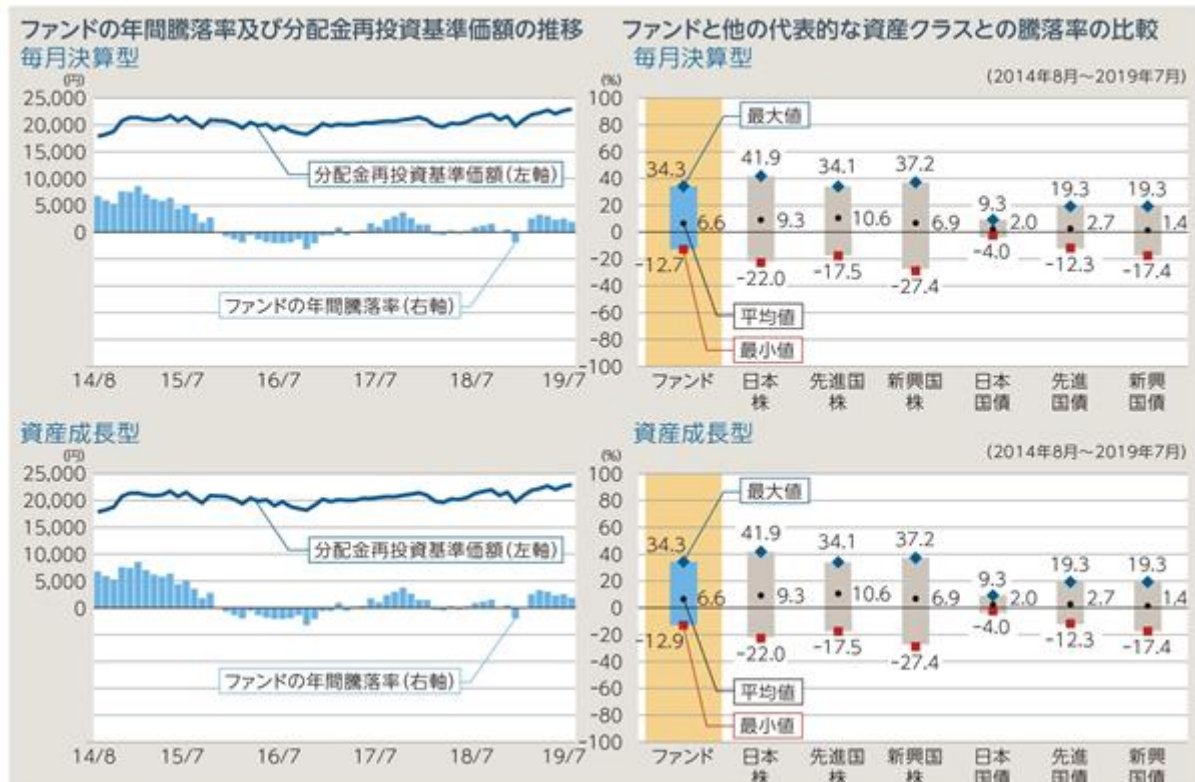 ファンドの年間騰落率及び分配金再投資基準価額の推移
毎月決算型
(円)
25,000
20,000
15,000
10,000
5,000
0
分配金再投資基準価額(左軸)
ファンドの年間騰落率(右軸)
14/8 15/7 16/7 17/7 18/7 19/7
ファンドと他の代表的な資産クラスとの騰落率の比較
毎月決算型
(2014年8月~2019年7月)
(%)
100
80
60
40
20
0
-20
-40
-60
-80
-100
最大値
34.3 41.9 34.1 37.2 9.3 19.3 19.3
6.6 9.3 10.6 6.9 2.0 2.7 1.4
-12.7 -22.0 -17.5 -27.4 -4.0 -12.3 -17.4
平均値
最小値
ファンド 日本株 先進国株 新興国株 日本国債 先進国債 新興国債
資産成長型
(円)
25,000
20,000
15,000
10,000
5,000
0
分配金再投資基準価額(左軸)
ファンドの年間騰落率(右軸)
14/8 15/7 16/7 17/7 18/7 19/7
資産成長型
(2014年8月~2019年7月)
(%)
100
80
60
40
20
0
-20
-40
-60
-80
-100
最大値
34.3 41.9 34.1 37.2 9.3 19.3 19.3
6.6 9.3 10.6 6.9 2.0 2.7 1.4
-12.9 -22.0 -17.5 -27.4 -4.0 -12.3 -17.4
平均値
最小値
ファンド 日本株 先進国株 新興国株 日本国債 先進国債 新興国債